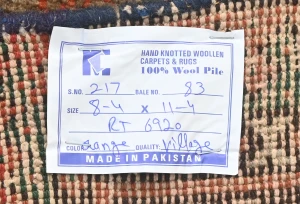 HAND KNOTTED WOOLLEN
CARPETS & RUGS
100% Wool Pile
S.NO. 217 BALE NO. 83
SIZE 8-4 x 11-4
RT 6920
COLOR orange QUALITY: village
MADE IN PAKISTAN